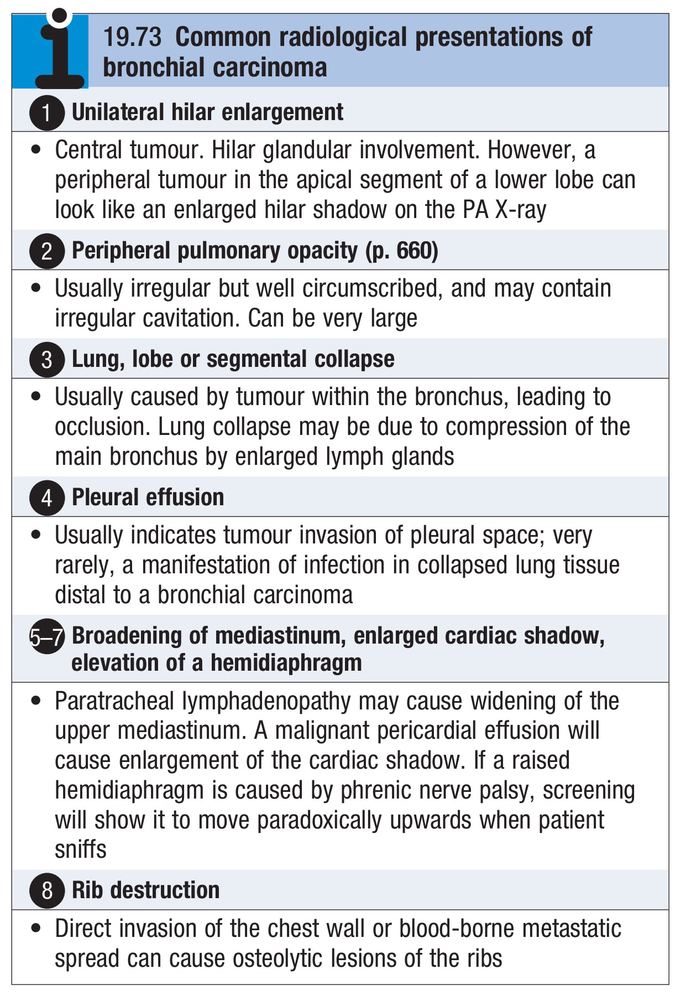 19.73 Common radiological presentations of
bronchial carcinoma
1 Unilateral hilar enlargement
• Central tumour. Hilar glandular involvement. However, a
peripheral tumour in the apical segment of a lower lobe can
look like an enlarged hilar shadow on the PA X-ray
2 Peripheral pulmonary opacity (p. 660)
• Usually irregular but well circumscribed, and may contain
irregular cavitation. Can be very large
3 Lung, lobe or segmental collapse
• Usually caused by tumour within the bronchus, leading to
occlusion. Lung collapse may be due to compression of the
main bronchus by enlarged lymph glands
4 Pleural effusion
• Usually indicates tumour invasion of pleural space; very
rarely, a manifestation of infection in collapsed lung tissue
distal to a bronchial carcinoma
5–7 Broadening of mediastinum, enlarged cardiac shadow,
elevation of a hemidiaphragm
• Paratracheal lymphadenopathy may cause widening of the
upper mediastinum. A malignant pericardial effusion will
cause enlargement of the cardiac shadow. If a raised
hemidiaphragm is caused by phrenic nerve palsy, screening
will show it to move paradoxically upwards when patient
sniffs
8 Rib destruction
• Direct invasion of the chest wall or blood-borne metastatic
spread can cause osteolytic lesions of the ribs